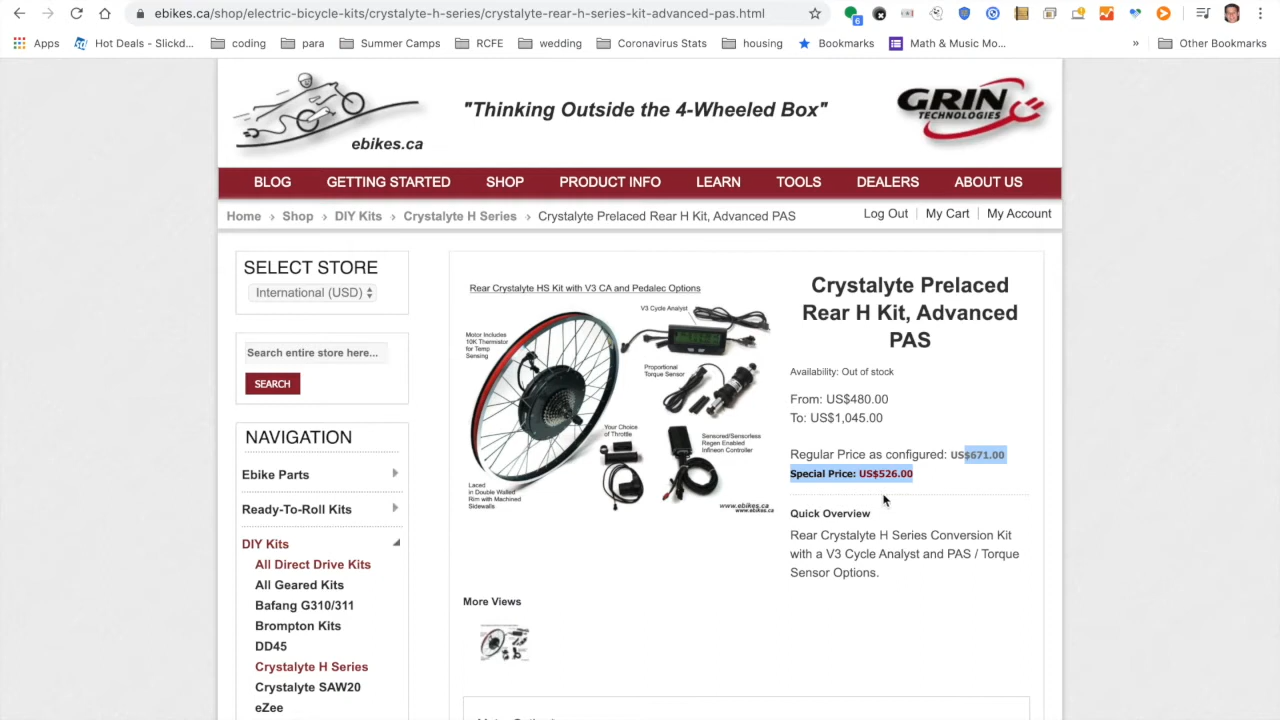 ebikes.ca/shop/electric-bicycle-kits/crystalyte-h-series/crystalyte-rear-h-series-kit-advanced-pas.html
6
Apps Hot Deals - Slickd... coding para Summer Camps RCFE wedding Coronavirus Stats housing Bookmarks Math & Music Mo... » Other Bookmarks
ebikes.ca
"Thinking Outside the 4-Wheeled Box"
GRIN
TECHNOLOGIES
BLOG GETTING STARTED SHOP PRODUCT INFO LEARN TOOLS DEALERS ABOUT US
Home › Shop › DIY Kits › Crystalyte H Series › Crystalyte Prelaced Rear H Kit, Advanced PAS
Log Out | My Cart | My Account
SELECT STORE
International (USD)
Search entire store here...
SEARCH
NAVIGATION
Ebike Parts
Ready-To-Roll Kits
DIY Kits
All Direct Drive Kits
All Geared Kits
Bafang G310/311
Brompton Kits
DD45
Crystalyte H Series
Crystalyte SAW20
eZee
Rear Crystalyte HS Kit with V3 CA and Pedalec Options
V3 Cycle Analyst
Motor Includes
10K Thermistor
for Temp
Sensing
Proportional
Torque Sensor
Your Choice
of Throttle
Sensored/Sensorless
Regen Enabled
Infineon Controller
Laced
in Double Walled
Rim with Machined
Sidewalls
www.ebikes.ca
www.ebikes.ca
More Views
Crystalyte Prelaced
Rear H Kit, Advanced
PAS
Availability: Out of stock
From: US$480.00
To: US$1,045.00
Regular Price as configured: US$671.00
Special Price: US$526.00
Quick Overview
Rear Crystalyte H Series Conversion Kit
with a V3 Cycle Analyst and PAS / Torque
Sensor Options.